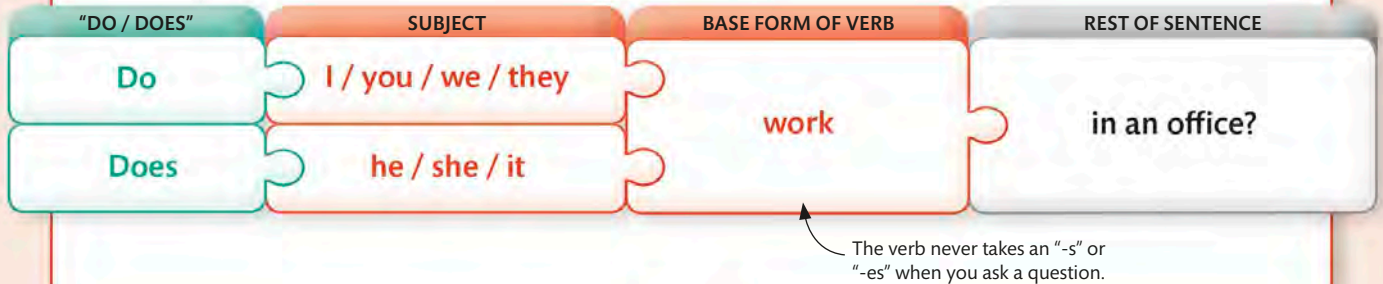 "DO / DOES" SUBJECT BASE FORM OF VERB REST OF SENTENCE
Do I / you / we / they
work in an office?
Does he / she / it
The verb never takes an "-s" or
"-es" when you ask a question.